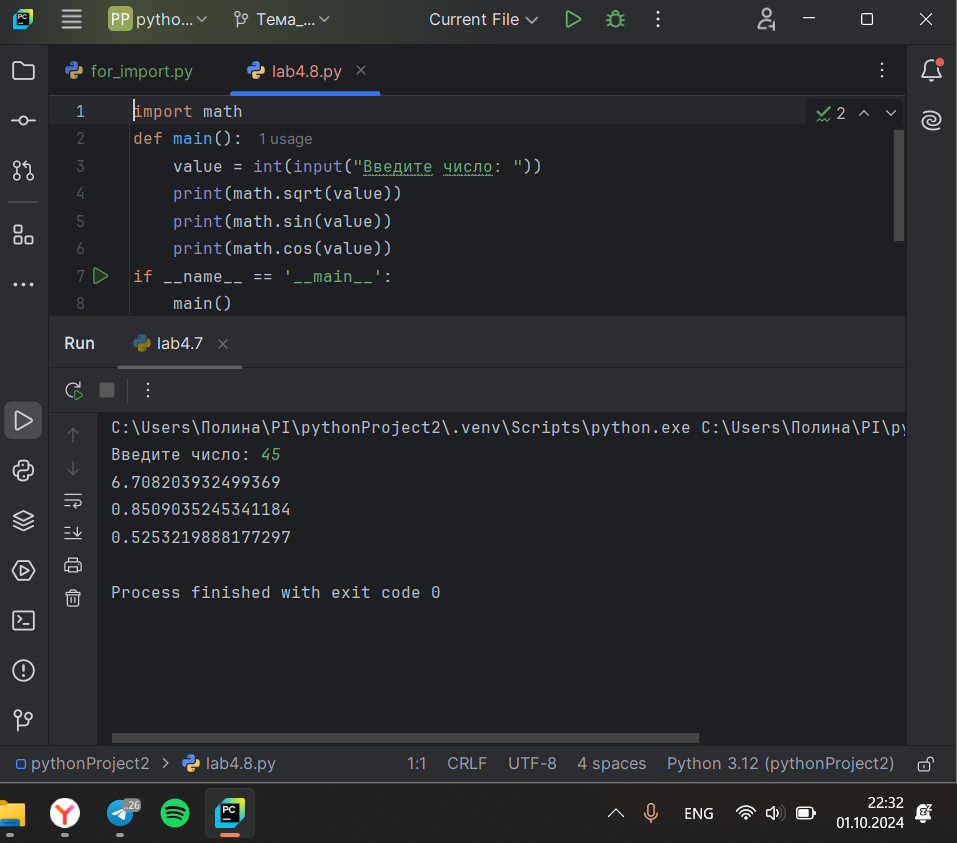 PC PP pytho... Тема_... Current File
for_import.py lab4.8.py
1 import math 2
2 def main(): 1 usage
3 value = int(input("Введите число: "))
4 print(math.sqrt(value))
5 print(math.sin(value))
6 print(math.cos(value))
7 if __name__ == '__main__':
8 main()
Run lab4.7
C:\Users\Полина\PI\pythonProject2\.venv\Scripts\python.exe C:\Users\Полина\PI\py
Введите число: 45
6.708203932499369
0.8509035245341184
0.5253219888177297
Process finished with exit code 0
pythonProject2 > lab4.8.py 1:1 CRLF UTF-8 4 spaces Python 3.12 (pythonProject2)
..26 PC ENG 22:32
01.10.2024